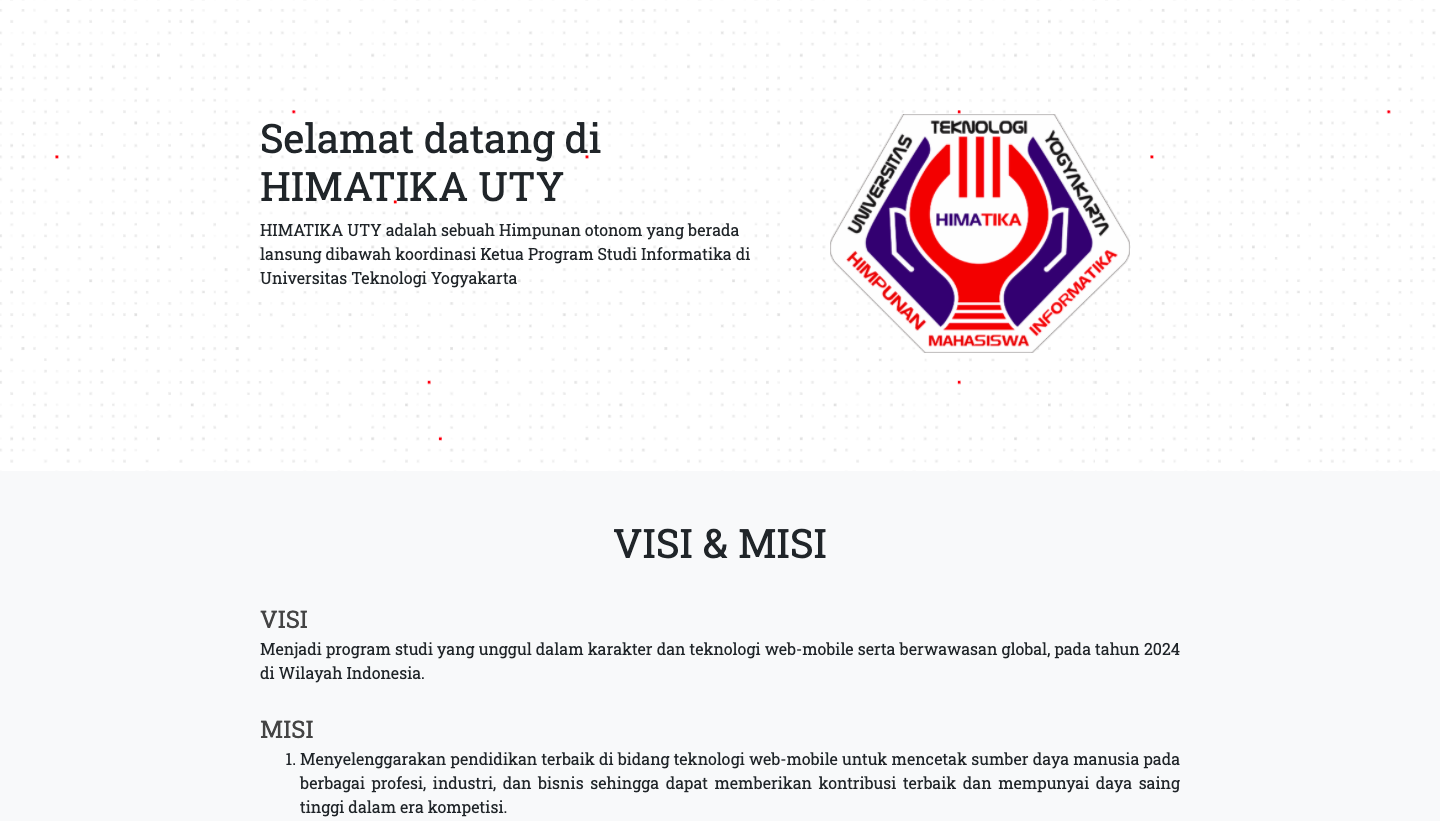 Selamat datang di
HIMATIKA UTY
HIMATIKA UTY adalah sebuah Himpunan otonom yang berada
lansung dibawah koordinasi Ketua Program Studi Informatika di
Universitas Teknologi Yogyakarta
UNIVERSITAS TEKNOLOGI YOGYAKARTA
HIMATIKA
HIMPUNAN MAHASISWA INFORMATIKA
VISI & MISI
VISI
Menjadi program studi yang unggul dalam karakter dan teknologi web-mobile serta berwawasan global, pada tahun 2024
di Wilayah Indonesia.
MISI
1. Menyelenggarakan pendidikan terbaik di bidang teknologi web-mobile untuk mencetak sumber daya manusia pada
berbagai profesi, industri, dan bisnis sehingga dapat memberikan kontribusi terbaik dan mempunyai daya saing
tinggi dalam era kompetisi.